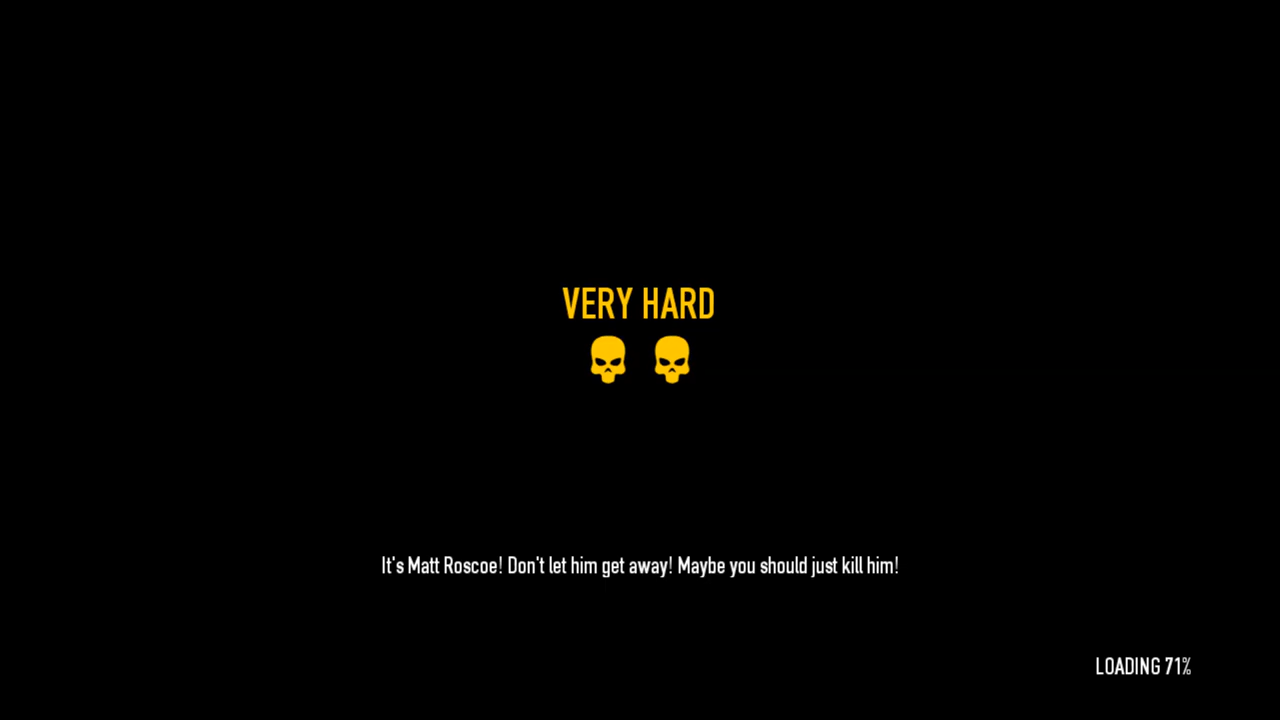 VERY HARD
It's Matt Roscoe! Don't let him get away! Maybe you should just kill him!
LOADING 71%